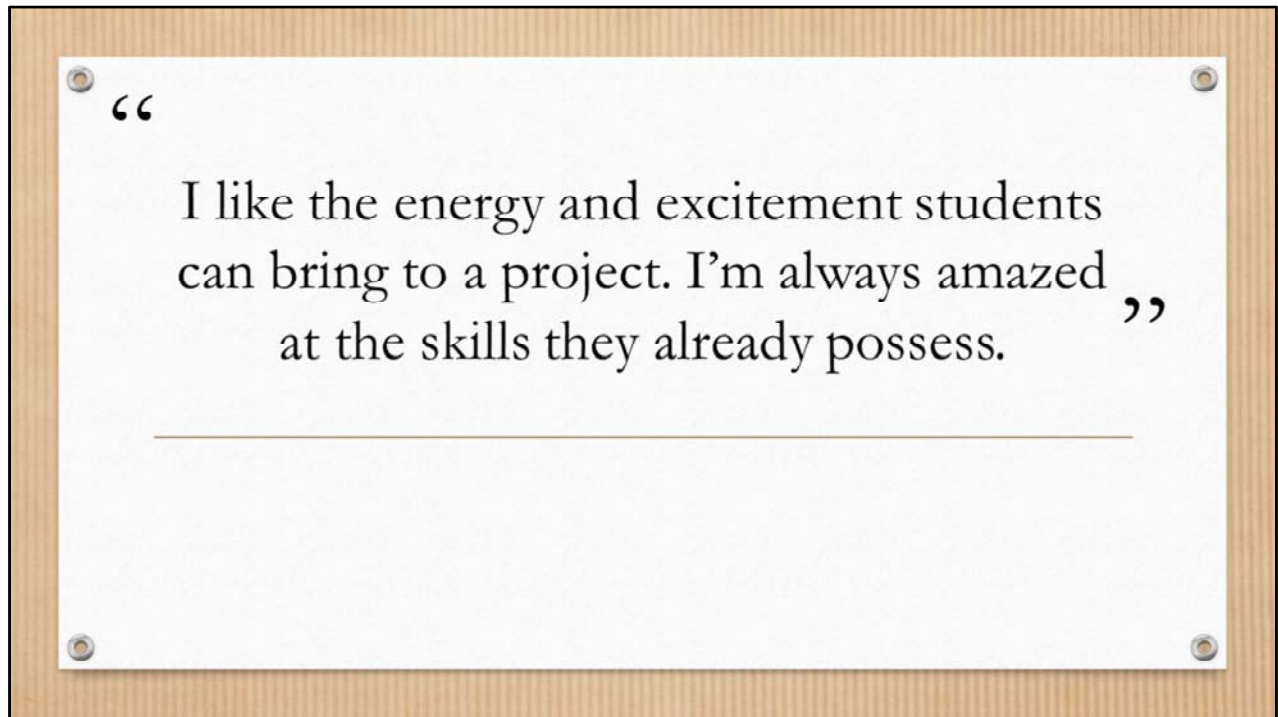 “
I like the energy and excitement students
can bring to a project. I’m always amazed
at the skills they already possess.
”